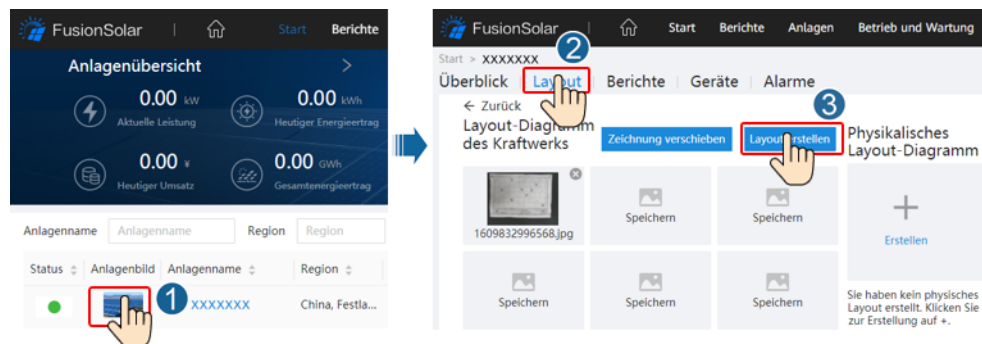 FusionSolar
Start Berichte
Anlagenübersicht >
0.00 kW
Aktuelle Leistung
0.00 kWh
Heutiger Energieertrag
0.00 ¥
Heutiger Umsatz
0.00 GWh
Gesamtenergieertrag
Anlagenname Anlagenname Region Region
Status Anlagenbild Anlagenname Region
1 XXXXXXX China, Festla...
FusionSolar Start Berichte Anlagen Betrieb und Wartung
Start > XXXXXXX
2
Überblick Layout Berichte Geräte Alarme
← Zurück
3
Layout-Diagramm
des Kraftwerks
Zeichnung verschieben Layout erstellen
Physikalisches
Layout-Diagramm
1609832996568.jpg Speichern Speichern
+
Erstellen
Speichern Speichern Speichern
Sie haben kein physisches
Layout erstellt. Klicken Sie
zur Erstellung auf +.